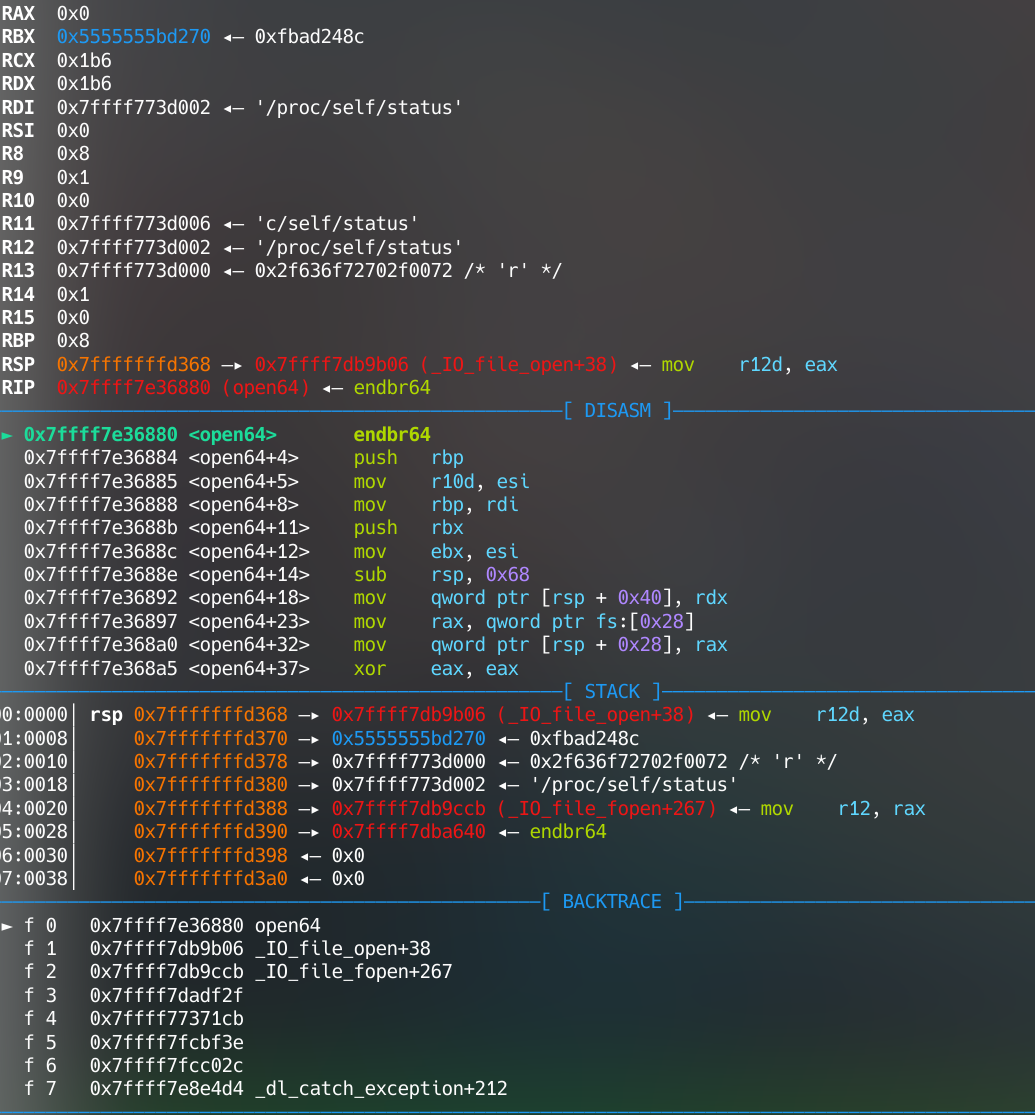 RAX 0x0
RBX 0x5555555bd270 ◂— 0xfbad248c
RCX 0x1b6
RDX 0x1b6
RDI 0x7ffff773d002 ◂— '/proc/self/status'
RSI 0x0
R8 0x8
R9 0x1
R10 0x0
R11 0x7ffff773d006 ◂— 'c/self/status'
R12 0x7ffff773d002 ◂— '/proc/self/status'
R13 0x7ffff773d000 ◂— 0x2f636f72702f0072 /* 'r' */
R14 0x1
R15 0x0
RBP 0x8
RSP 0x7fffffffd368 —▸ 0x7ffff7db9b06 (_IO_file_open+38) ◂— mov r12d, eax
RIP 0x7ffff7e36880 (open64) ◂— endbr64
[ DISASM ]
► 0x7ffff7e36880 <open64> endbr64
0x7ffff7e36884 <open64+4> push rbp
0x7ffff7e36885 <open64+5> mov r10d, esi
0x7ffff7e36888 <open64+8> mov rbp, rdi
0x7ffff7e3688b <open64+11> push rbx
0x7ffff7e3688c <open64+12> mov ebx, esi
0x7ffff7e3688e <open64+14> sub rsp, 0x68
0x7ffff7e36892 <open64+18> mov qword ptr [rsp + 0x40], rdx
0x7ffff7e36897 <open64+23> mov rax, qword ptr fs:[0x28]
0x7ffff7e368a0 <open64+32> mov qword ptr [rsp + 0x28], rax
0x7ffff7e368a5 <open64+37> xor eax, eax
[ STACK ]
00:0000│ rsp 0x7fffffffd368 —▸ 0x7ffff7db9b06 (_IO_file_open+38) ◂— mov r12d, eax
01:0008│ 0x7fffffffd370 —▸ 0x5555555bd270 ◂— 0xfbad248c
02:0010│ 0x7fffffffd378 —▸ 0x7ffff773d000 ◂— 0x2f636f72702f0072 /* 'r' */
03:0018│ 0x7fffffffd380 —▸ 0x7ffff773d002 ◂— '/proc/self/status'
04:0020│ 0x7fffffffd388 —▸ 0x7ffff7db9ccb (_IO_file_fopen+267) ◂— mov r12, rax
05:0028│ 0x7fffffffd390 —▸ 0x7ffff7dba640 ◂— endbr64
06:0030│ 0x7fffffffd398 ◂— 0x0
07:0038│ 0x7fffffffd3a0 ◂— 0x0
[ BACKTRACE ]
► f 0 0x7ffff7e36880 open64
f 1 0x7ffff7db9b06 _IO_file_open+38
f 2 0x7ffff7db9ccb _IO_file_fopen+267
f 3 0x7ffff7dadf2f
f 4 0x7ffff77371cb
f 5 0x7ffff7fcbf3e
f 6 0x7ffff7fcc02c
f 7 0x7ffff7e8e4d4 _dl_catch_exception+212